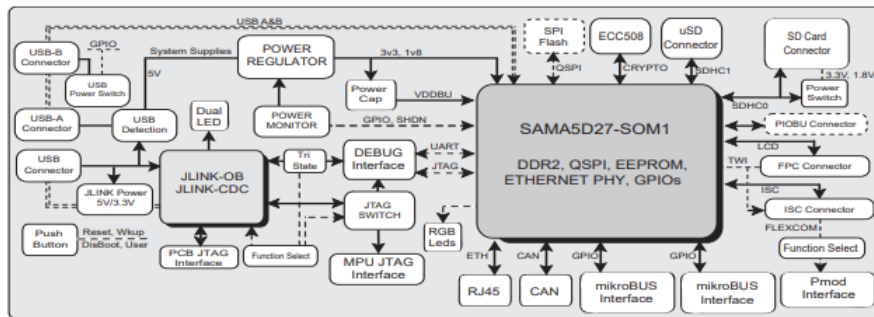 USB A&B
USB-B
Connector
GPIO
USB
Power Switch
System Supplies
5V
POWER
REGULATOR
3v3, 1v8
SPI
Flash
QSPI
ECC508
CRYPTO
uSD
Connector
SDHC1
SD Card
Connector
3.3V, 1.8V
Power
Switch
SDHC0
USB-A
Connector
USB
Detection
Dual
LED
POWER
MONITOR
Power
Cap
VDDBU
GPIO, SHDN
SAMA5D27-SOM1
DDR2, QSPI, EEPROM,
ETHERNET PHY, GPIOs
PIOBU Connector
LCD
FPC Connector
TWI
ISC
ISC Connector
FLEXCOM
Function Select
Pmod
Interface
USB
Connector
JLINK Power
5V/3.3V
JLINK-OB
JLINK-CDC
Tri
State
DEBUG
Interface
UART
JTAG
JTAG
SWITCH
RGB
Leds
Push
Button
Reset, Wkup
DisBoot, User
PCB JTAG
Interface
Function Select
MPU JTAG
Interface
ETH
RJ45
CAN
CAN
GPIO
mikroBUS
Interface
GPIO
mikroBUS
Interface